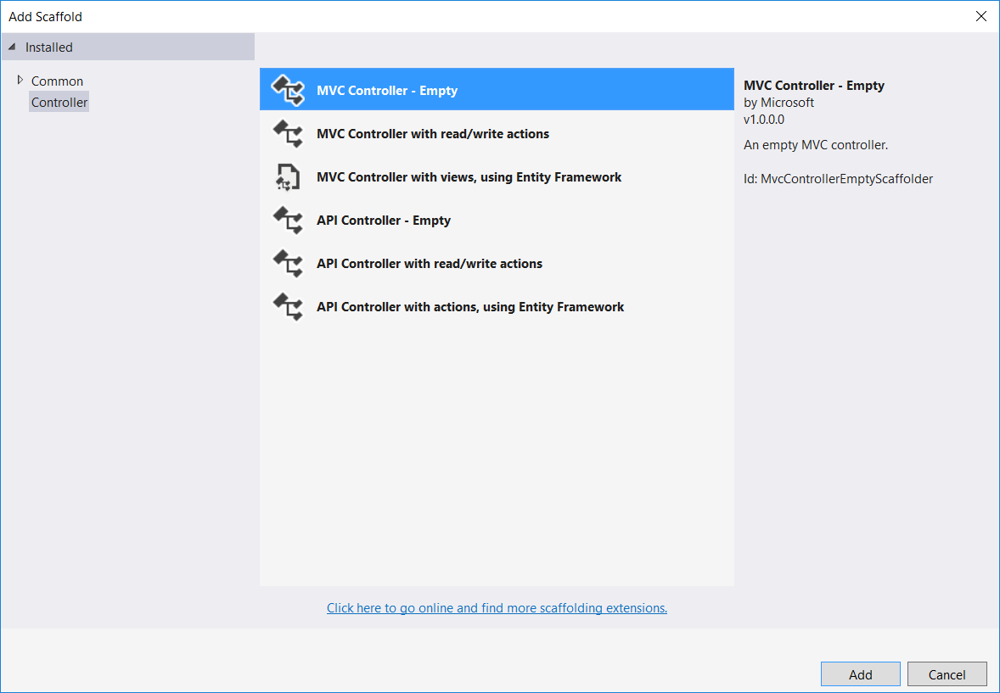 Add Scaffold
Installed
Common
Controller
MVC Controller - Empty
MVC Controller with read/write actions
MVC Controller with views, using Entity Framework
API Controller - Empty
API Controller with read/write actions
API Controller with actions, using Entity Framework
Click here to go online and find more scaffolding extensions.
MVC Controller - Empty
by Microsoft
v1.0.0.0
An empty MVC controller.
Id: MvcControllerEmptyScaffolder
Add
Cancel